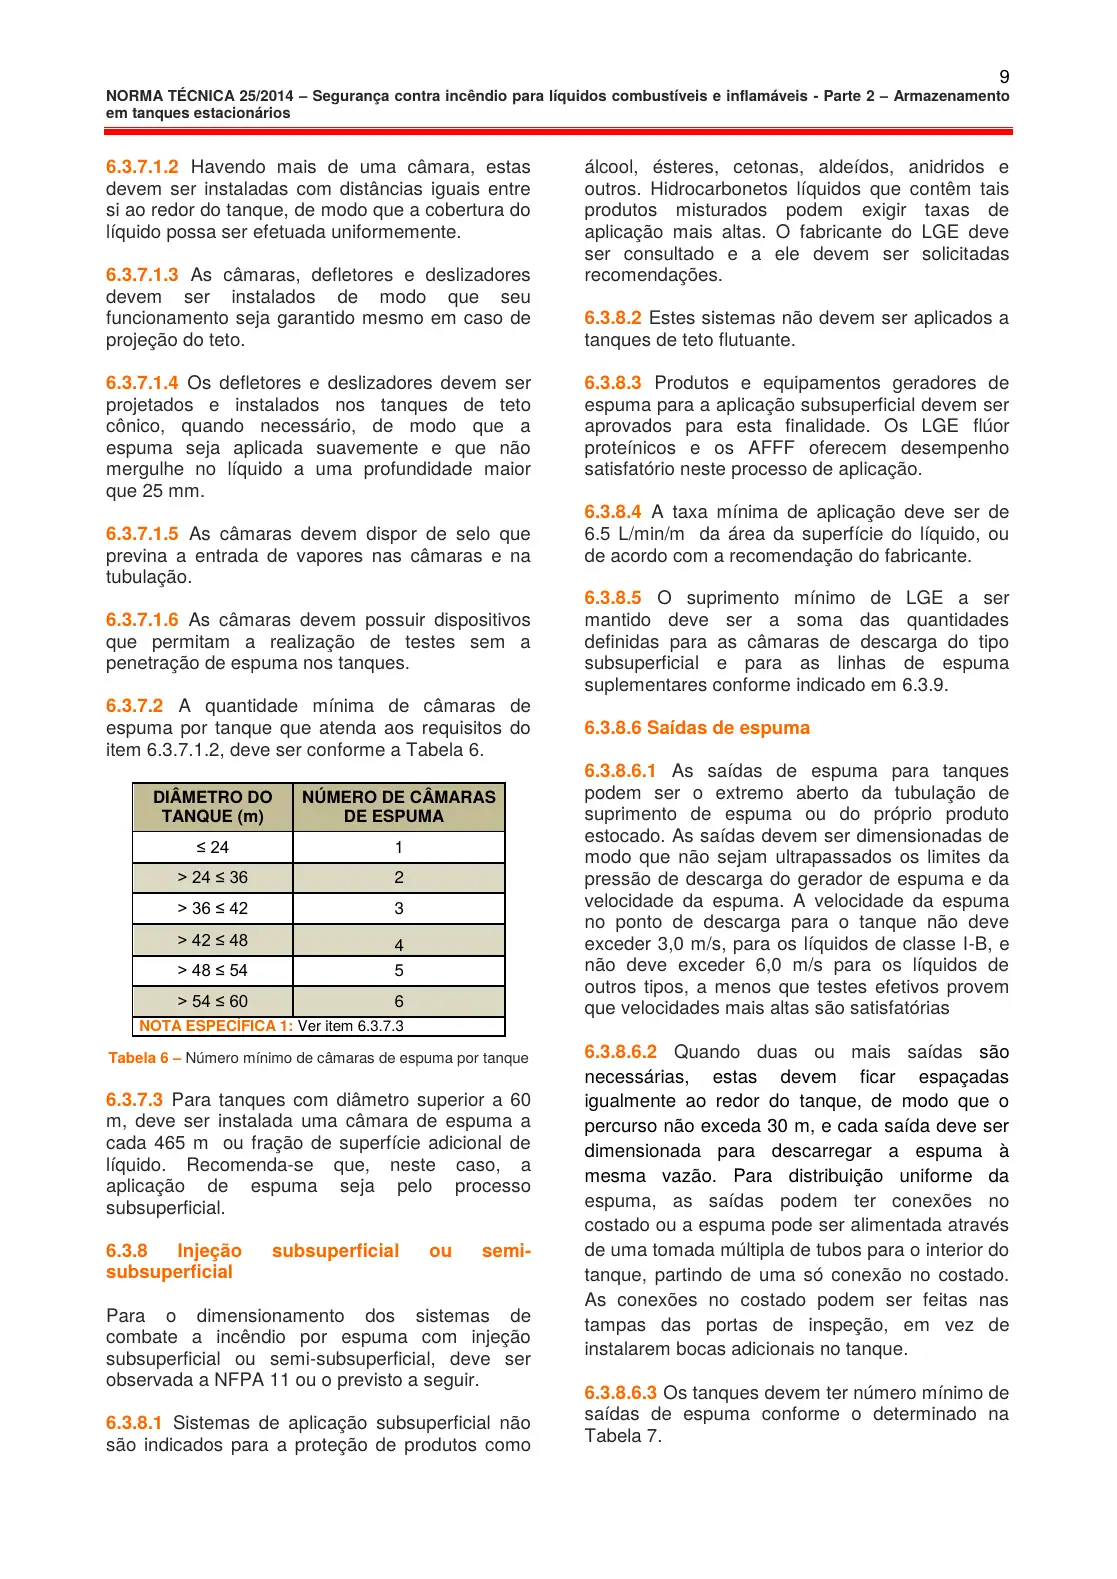 9
NORMA TÉCNICA 25/2014 – Segurança contra incêndio para líquidos combustíveis e inflamáveis - Parte 2 – Armazenamento
em tanques estacionários
6.3.7.1.2 Havendo mais de uma câmara, estas
devem ser instaladas com distâncias iguais entre
si ao redor do tanque, de modo que a cobertura do
líquido possa ser efetuada uniformemente.
6.3.7.1.3 As câmaras, defletores e deslizadores
devem ser instalados de modo que seu
funcionamento seja garantido mesmo em caso de
projeção do teto.
6.3.7.1.4 Os defletores e deslizadores devem ser
projetados e instalados nos tanques de teto
cônico, quando necessário, de modo que a
espuma seja aplicada suavemente e que não
mergulhe no líquido a uma profundidade maior
que 25 mm.
6.3.7.1.5 As câmaras devem dispor de selo que
previna a entrada de vapores nas câmaras e na
tubulação.
6.3.7.1.6 As câmaras devem possuir dispositivos
que permitam a realização de testes sem a
penetração de espuma nos tanques.
6.3.7.2 A quantidade mínima de câmaras de
espuma por tanque que atenda aos requisitos do
item 6.3.7.1.2, deve ser conforme a Tabela 6.
DIÂMETRO DO TANQUE (m) NÚMERO DE CÂMARAS DE ESPUMA
≤ 24 1
> 24 ≤ 36 2
> 36 ≤ 42 3
> 42 ≤ 48 4
> 48 ≤ 54 5
> 54 ≤ 60 6
NOTA ESPECÍFICA 1: Ver item 6.3.7.3
Tabela 6 – Número mínimo de câmaras de espuma por tanque
6.3.7.3 Para tanques com diâmetro superior a 60
m, deve ser instalada uma câmara de espuma a
cada 465 m ou fração de superfície adicional de
líquido. Recomenda-se que, neste caso, a
aplicação de espuma seja pelo processo
subsuperficial.
6.3.8 Injeção subsuperficial ou semi-
subsuperficial
Para o dimensionamento dos sistemas de
combate a incêndio por espuma com injeção
subsuperficial ou semi-subsuperficial, deve ser
observada a NFPA 11 ou o previsto a seguir.
6.3.8.1 Sistemas de aplicação subsuperficial não
são indicados para a proteção de produtos como
álcool, ésteres, cetonas, aldeídos, anidridos e
outros. Hidrocarbonetos líquidos que contêm tais
produtos misturados podem exigir taxas de
aplicação mais altas. O fabricante do LGE deve
ser consultado e a ele devem ser solicitadas
recomendações.
6.3.8.2 Estes sistemas não devem ser aplicados a
tanques de teto flutuante.
6.3.8.3 Produtos e equipamentos geradores de
espuma para a aplicação subsuperficial devem ser
aprovados para esta finalidade. Os LGE flúor
proteínicos e os AFFF oferecem desempenho
satisfatório neste processo de aplicação.
6.3.8.4 A taxa mínima de aplicação deve ser de
6.5 L/min/m da área da superfície do líquido, ou
de acordo com a recomendação do fabricante.
6.3.8.5 O suprimento mínimo de LGE a ser
mantido deve ser a soma das quantidades
definidas para as câmaras de descarga do tipo
subsuperficial e para as linhas de espuma
suplementares conforme indicado em 6.3.9.
6.3.8.6 Saídas de espuma
6.3.8.6.1 As saídas de espuma para tanques
podem ser o extremo aberto da tubulação de
suprimento de espuma ou do próprio produto
estocado. As saídas devem ser dimensionadas de
modo que não sejam ultrapassados os limites da
pressão de descarga do gerador de espuma e da
velocidade da espuma. A velocidade da espuma
no ponto de descarga para o tanque não deve
exceder 3,0 m/s, para os líquidos de classe I-B, e
não deve exceder 6,0 m/s para os líquidos de
outros tipos, a menos que testes efetivos provem
que velocidades mais altas são satisfatórias
6.3.8.6.2 Quando duas ou mais saídas são
necessárias, estas devem ficar espaçadas
igualmente ao redor do tanque, de modo que o
percurso não exceda 30 m, e cada saída deve ser
dimensionada para descarregar a espuma à
mesma vazão. Para distribuição uniforme da
espuma, as saídas podem ter conexões no
costado ou a espuma pode ser alimentada através
de uma tomada múltipla de tubos para o interior do
tanque, partindo de uma só conexão no costado.
As conexões no costado podem ser feitas nas
tampas das portas de inspeção, em vez de
instalarem bocas adicionais no tanque.
6.3.8.6.3 Os tanques devem ter número mínimo de
saídas de espuma conforme o determinado na
Tabela 7.